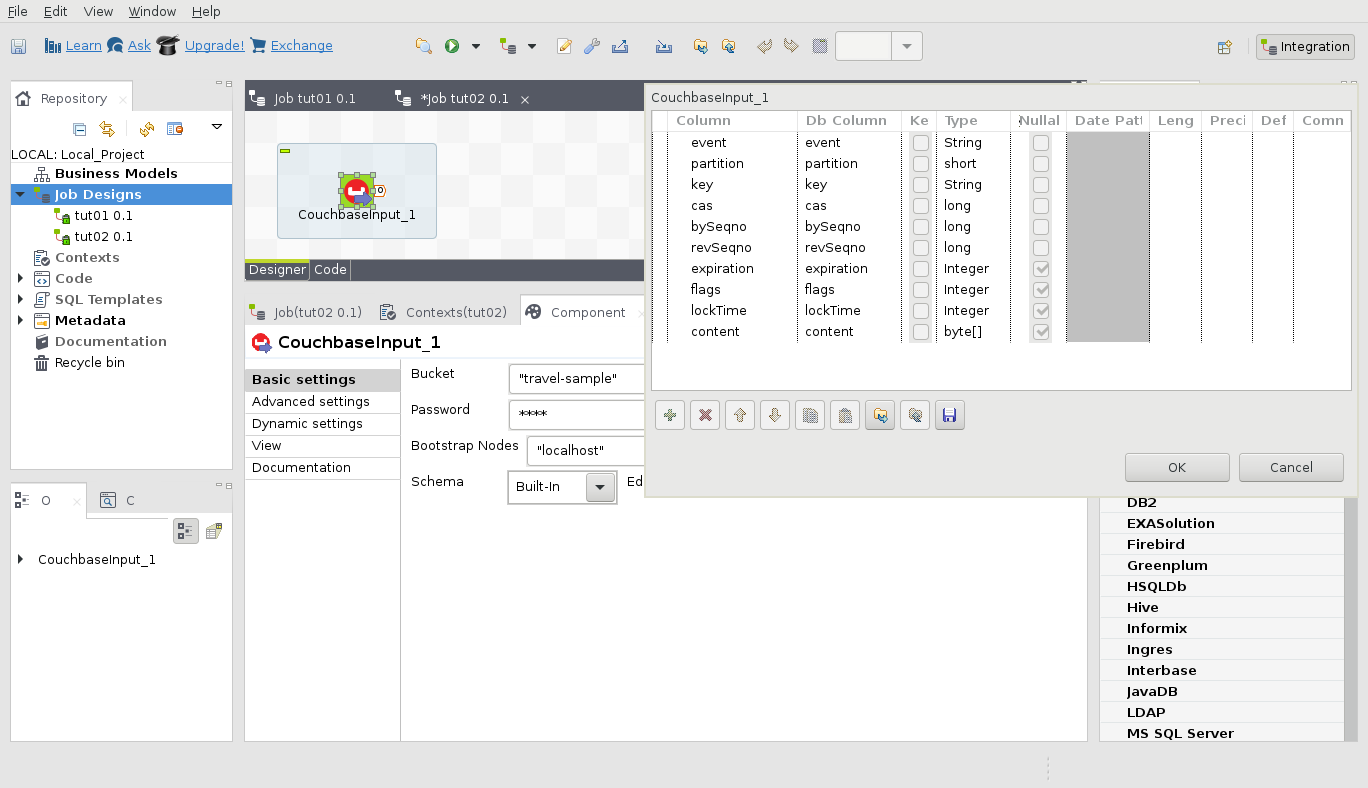 File Edit View Window Help
Learn Ask Upgrade! Exchange Integration
Repository
LOCAL: Local_Project
Business Models
Job Designs
tut01 0.1
tut02 0.1
Contexts
Code
SQL Templates
Metadata
Documentation
Recycle bin
O C
CouchbaseInput_1
Job tut01 0.1 *Job tut02 0.1
CouchbaseInput_1
Designer Code
Job(tut02 0.1) Contexts(tut02) Component
CouchbaseInput_1
Basic settings
Advanced settings
Dynamic settings
View
Documentation
Bucket "travel-sample"
Password ****
Bootstrap Nodes "localhost"
Schema Built-In Ed
CouchbaseInput_1
Column Db Column Ke Type Nullal Date Patt Leng Preci Def Comn
event event String
partition partition short
key key String
cas cas long
bySeqno bySeqno long
revSeqno revSeqno long
expiration expiration Integer
flags flags Integer
lockTime lockTime Integer
content content byte[]
OK Cancel
DB2
EXASolution
Firebird
Greenplum
HSQLDb
Hive
Informix
Ingres
Interbase
JavaDB
LDAP
MS SQL Server